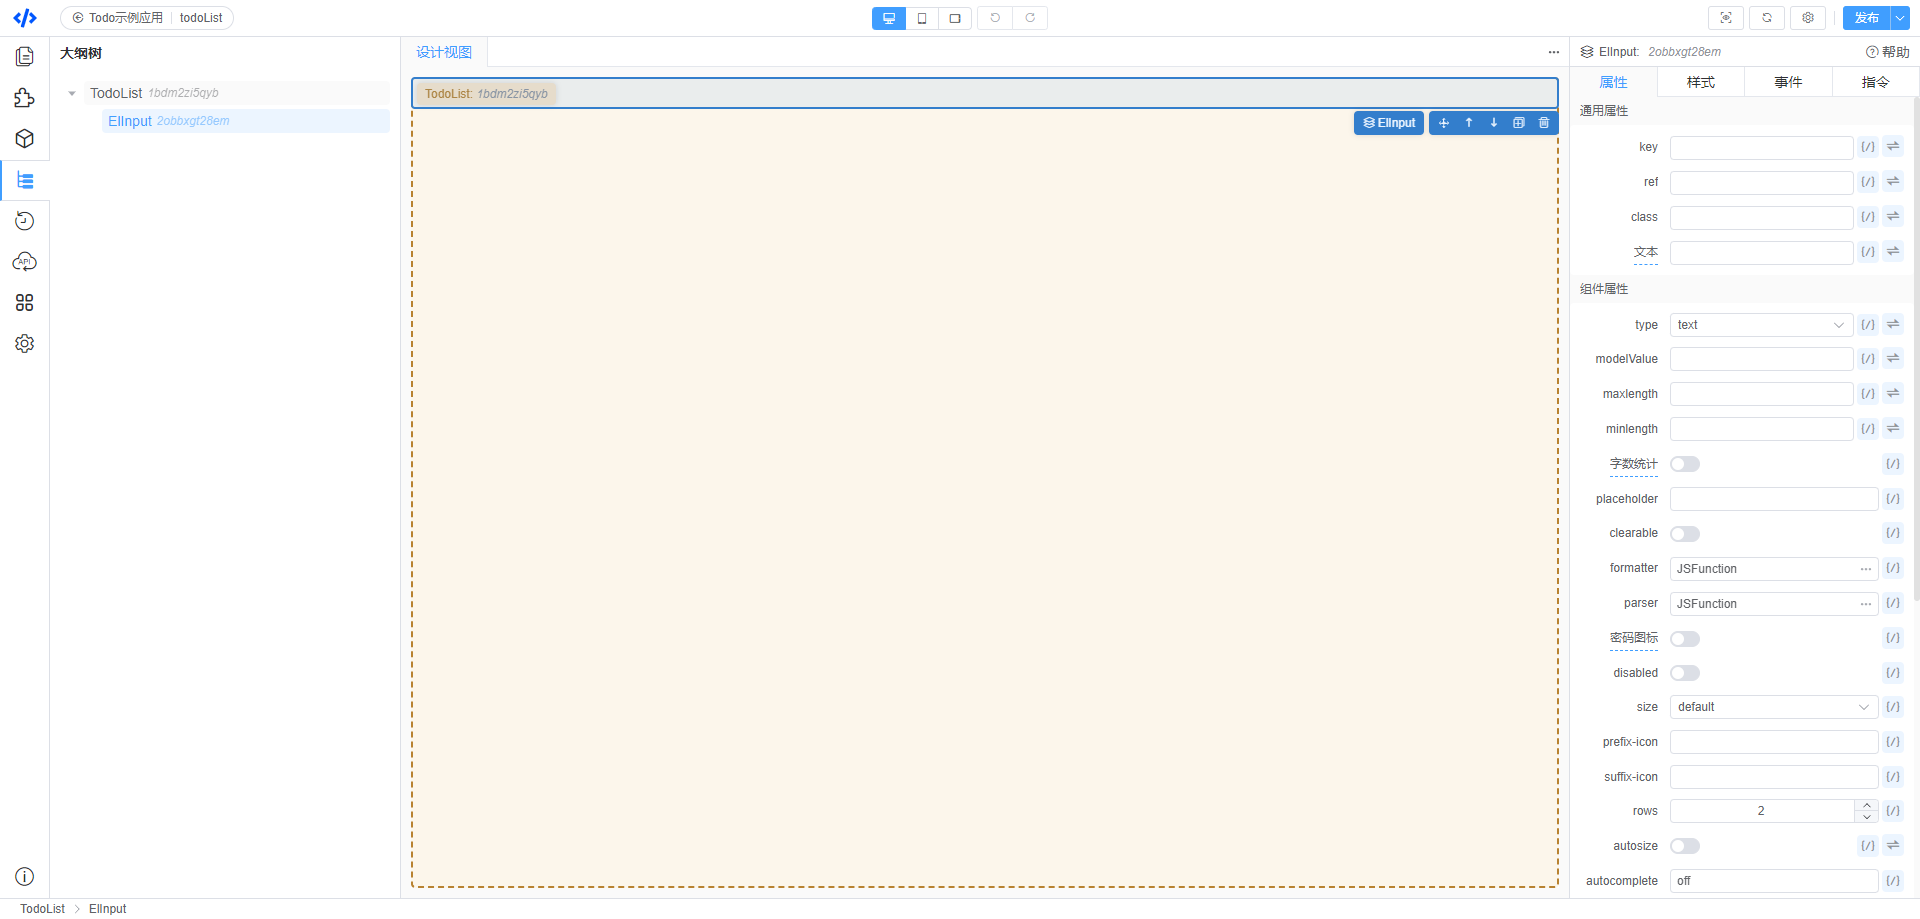 Todo示例应用 todoList
发布
大纲树
TodoList 1bdm2zi5qyb
ElInput 2obbxgt28em
API
设计视图
TodoList: 1bdm2zi5qyb
ElInput
ElInput: 2obbxgt28em
帮助
属性 样式 事件 指令
通用属性
key {/}
ref {/}
class {/}
文本 {/}
组件属性
type text {/}
modelValue {/}
maxlength {/}
minlength {/}
字数统计 {/}
placeholder {/}
clearable {/}
formatter JSFunction {/}
parser JSFunction {/}
密码图标 {/}
disabled {/}
size default {/}
prefix-icon {/}
suffix-icon {/}
rows 2 {/}
autosize {/}
autocomplete off {/}
TodoList > ElInput